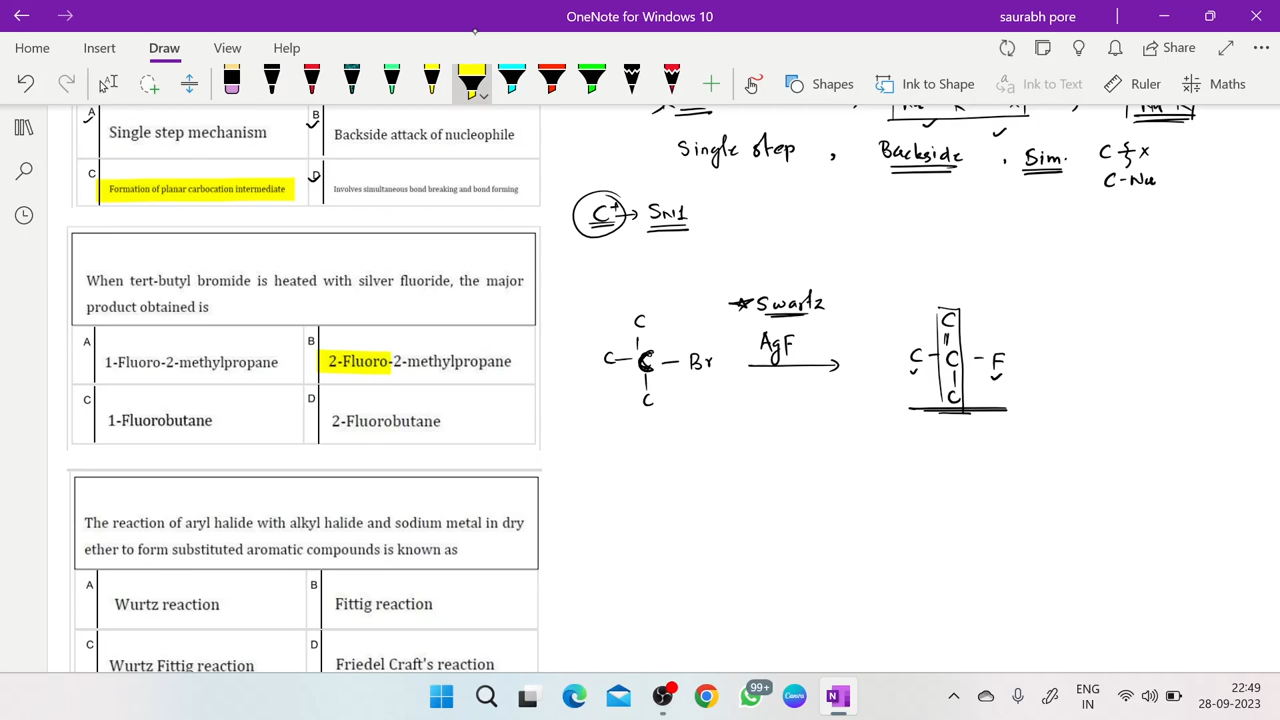 OneNote for Windows 10
saurabh pore
Home
Insert
Draw
View
Help
Share
Shapes
Ink to Shape
Ink to Text
Ruler
Maths
A
Single step mechanism
B
Backside attack of nucleophile
C
Formation of planar carbocation intermediate
D
Involves simultaneous bond breaking and bond forming
When tert-butyl bromide is heated with silver fluoride, the major
product obtained is
A
1-Fluoro-2-methylpropane
B
2-Fluoro-2-methylpropane
C
1-Fluorobutane
D
2-Fluorobutane
The reaction of aryl halide with alkyl halide and sodium metal in dry
ether to form substituted aromatic compounds is known as
A
Wurtz reaction
B
Fittig reaction
C
Wurtz Fittig reaction
D
Friedel Craft's reaction
Single step , Backside , Sim. C X
C-Nu
C+ → SN1
Swartz
AgF
C
C - C - Br
C
C
C - C - F
C
99+
ENG
IN
22:49
28-09-2023